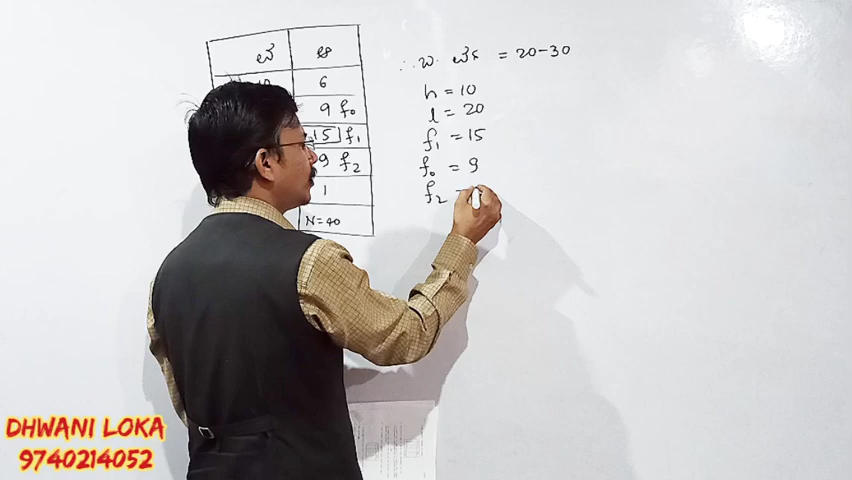 ವ ಆ
6
9 f₀
15 f₁
9 f₂
1
N=40
∴ ಬ. ವರ್ಗ = 20-30
h = 10
l = 20
f₁ = 15
f₀ = 9
f₂ =
DHWANI LOKA
9740214052